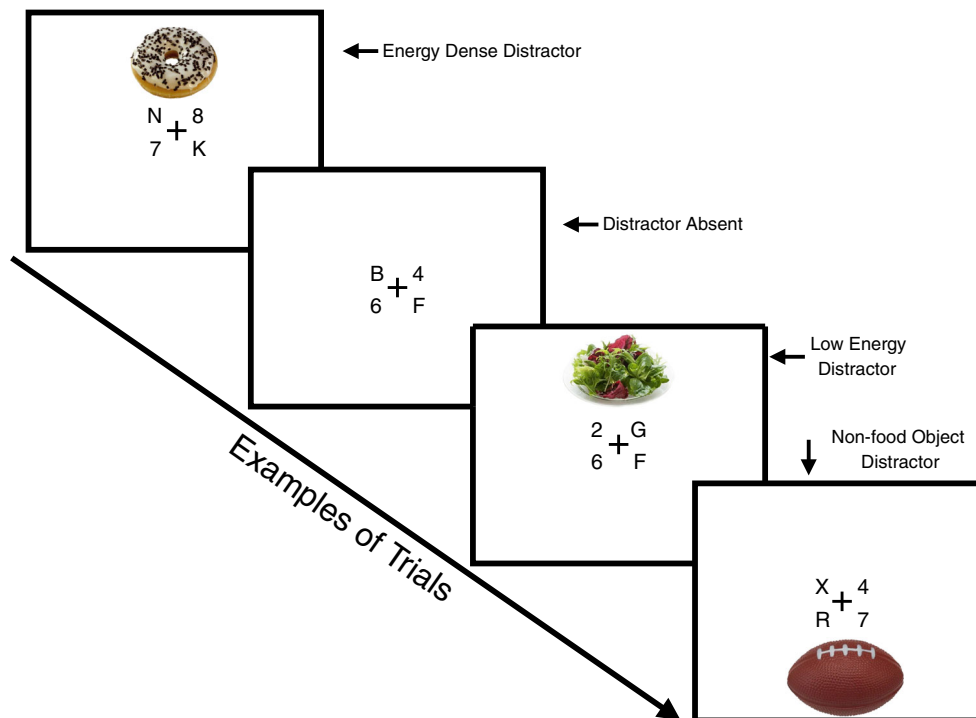 Energy Dense Distractor
N 8
+
7 K
Distractor Absent
B 4
+
6 F
Low Energy
Distractor
2 G
+
6 F
Non-food Object
Distractor
X 4
+
R 7
Examples of Trials